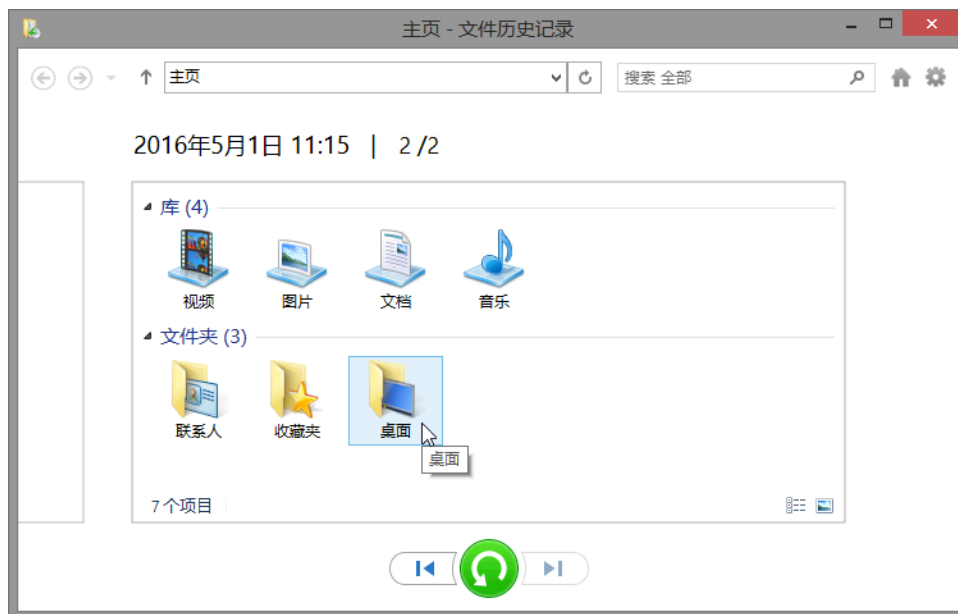 主页 - 文件历史记录
主页
搜索 全部
2016年5月1日 11:15 | 2 /2
库 (4)
视频 图片 文档 音乐
文件夹 (3)
联系人 收藏夹 桌面
桌面
7 个项目